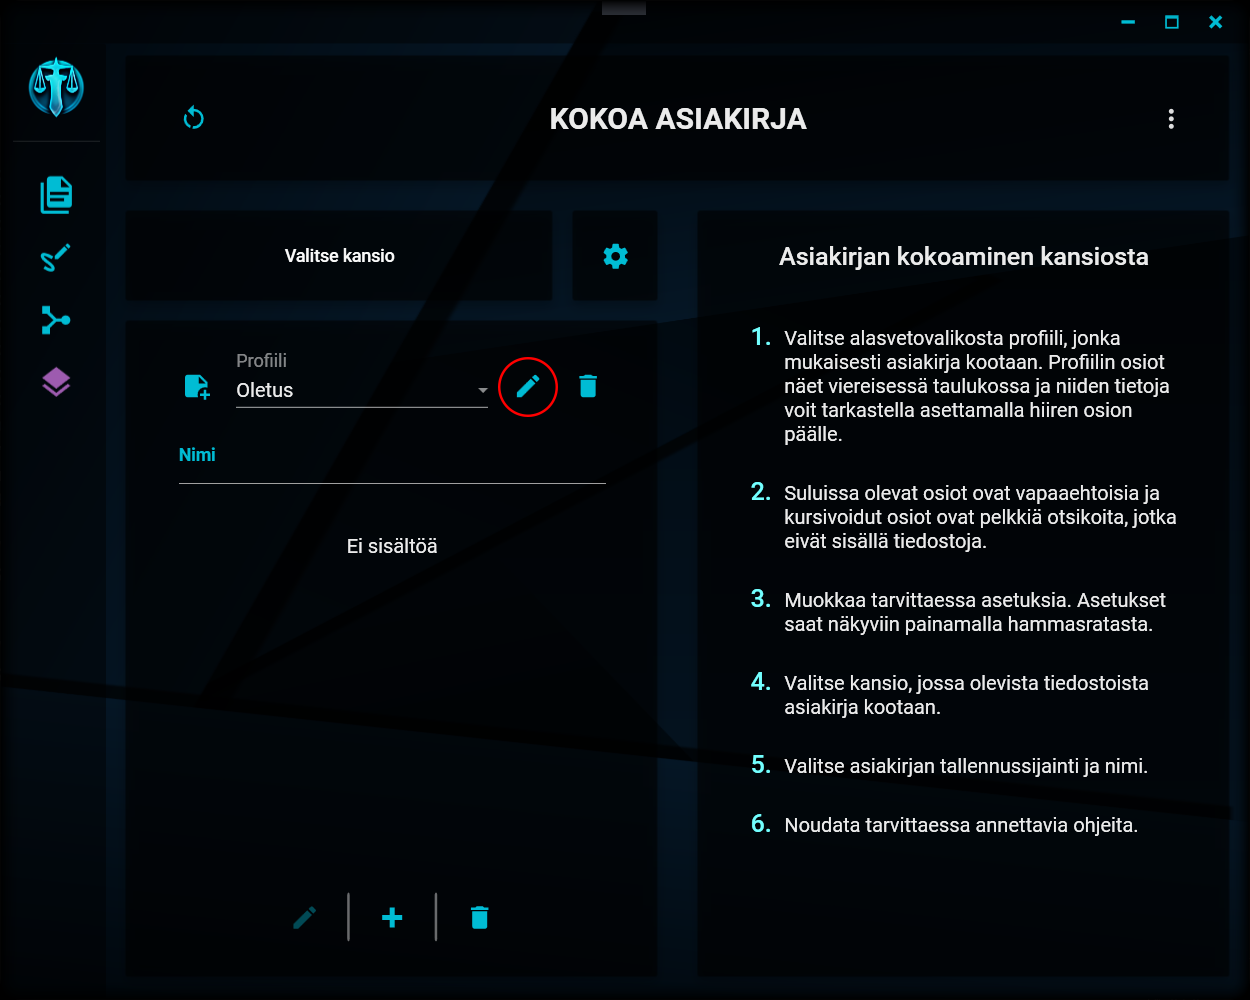 KOKOA ASIAKIRJA
Valitse kansio
Profiili
Oletus
Nimi
Ei sisältöä
Asiakirjan kokoaminen kansiosta
1. Valitse alasvetovalikosta profiili, jonka
mukaisesti asiakirja kootaan. Profiilin osiot
näet viereisessä taulukossa ja niiden tietoja
voit tarkastella asettamalla hiiren osion
päälle.
2. Suluissa olevat osiot ovat vapaaehtoisia ja
kursivoidut osiot ovat pelkkiä otsikoita, jotka
eivät sisällä tiedostoja.
3. Muokkaa tarvittaessa asetuksia. Asetukset
saat näkyviin painamalla hammasratasta.
4. Valitse kansio, jossa olevista tiedostoista
asiakirja kootaan.
5. Valitse asiakirjan tallennussijainti ja nimi.
6. Noudata tarvittaessa annettavia ohjeita.